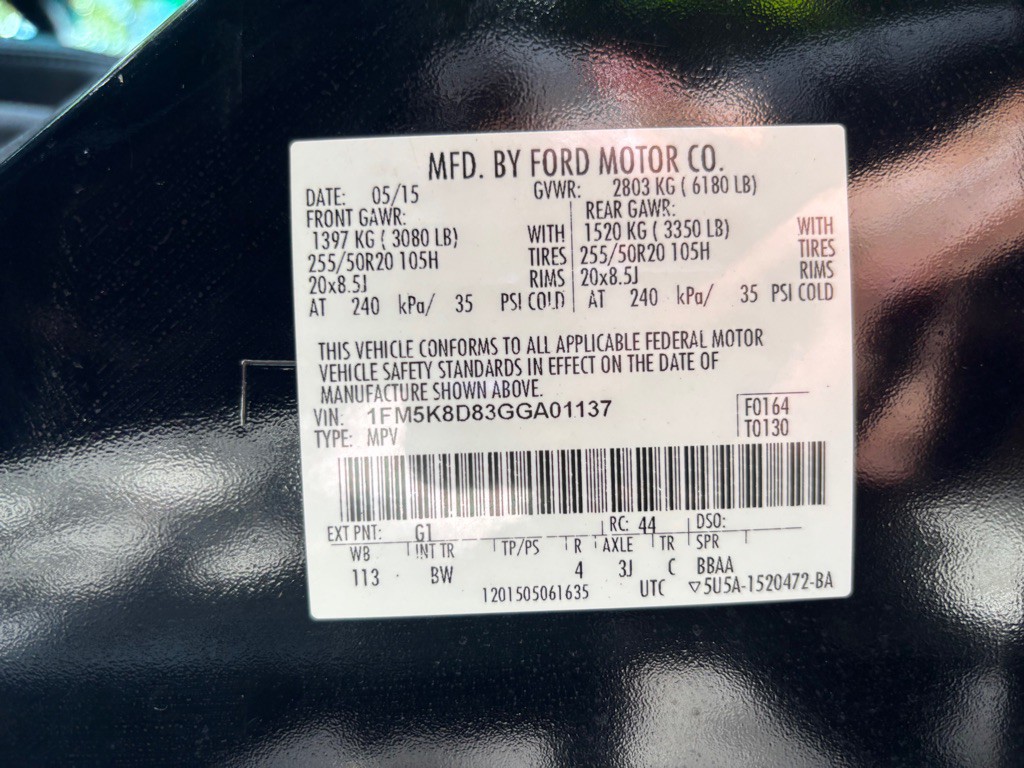 MFD. BY FORD MOTOR CO.
DATE: 05/15 GVWR: 2803 KG ( 6180 LB)
FRONT GAWR: REAR GAWR:
1397 KG ( 3080 LB) WITH 1520 KG ( 3350 LB) WITH
255/50R20 105H TIRES 255/50R20 105H TIRES
20x8.5J RIMS 20x8.5J RIMS
AT 240 kPa/ 35 PSI COLD AT 240 kPa/ 35 PSI COLD
THIS VEHICLE CONFORMS TO ALL APPLICABLE FEDERAL MOTOR
VEHICLE SAFETY STANDARDS IN EFFECT ON THE DATE OF
MANUFACTURE SHOWN ABOVE.
VIN: 1FM5K8D83GGA01137 F0164
TYPE: MPV T0130
EXT PNT: G1 RC: 44 DSO:
WB INT TR TP/PS R AXLE TR SPR
113 BW 4 3J C BBAA
1201505061635 UTC ▽5U5A-1520472-BA